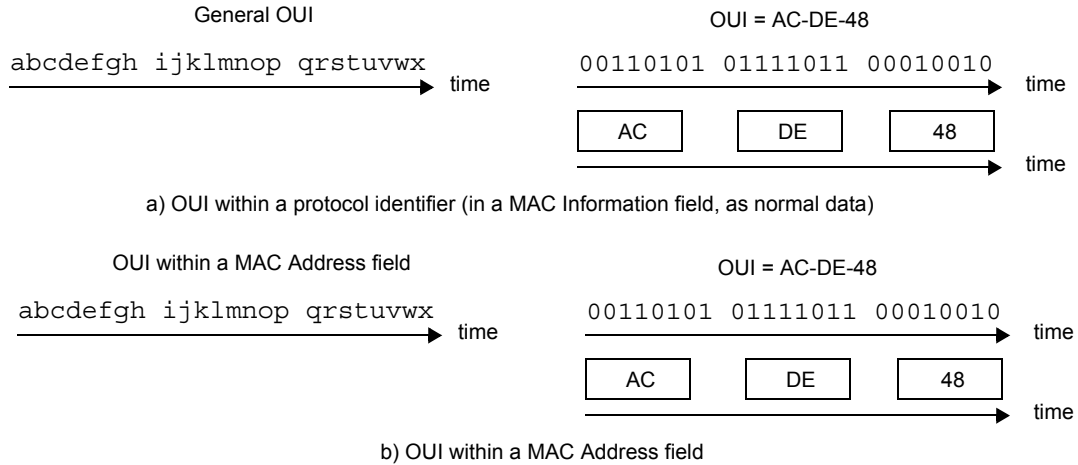 General OUI
OUI = AC-DE-48
abcdefgh ijklmnop qrstuvwx
time
00110101 01111011 00010010
time
AC DE 48
time
a) OUI within a protocol identifier (in a MAC Information field, as normal data)
OUI within a MAC Address field
OUI = AC-DE-48
abcdefgh ijklmnop qrstuvwx
time
00110101 01111011 00010010
time
AC DE 48
time
b) OUI within a MAC Address field